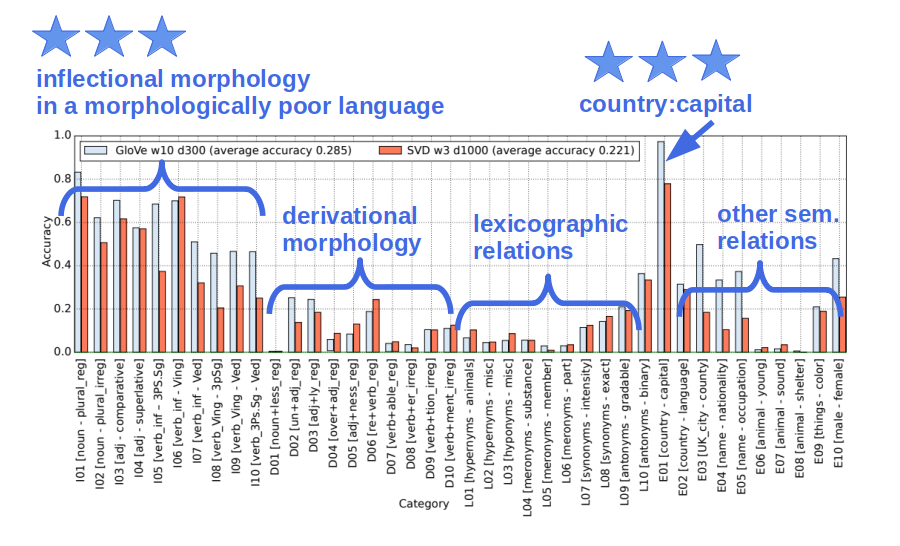 inflectional morphology
in a morphologically poor language
country:capital
GloVe w10 d300 (average accuracy 0.285)
SVD w3 d1000 (average accuracy 0.221)
derivational
morphology
lexicographic
relations
other sem.
relations
Accuracy
1.0
0.8
0.6
0.4
0.2
0.0
I01 [noun - plural_reg]
I02 [noun - plural_irreg]
I03 [adj - comparative]
I04 [adj - superlative]
I05 [verb_inf - 3PS.Sg]
I06 [verb_inf - Ving]
I07 [verb_inf - Ved]
I08 [verb_Ving - 3pSg]
I09 [verb_Ving - Ved]
I10 [verb_3Ps.Sg - Ved]
D01 [noun+less_reg]
D02 [un+adj_reg]
D03 [adj+ly_reg]
D04 [over+adj_reg]
D05 [adj+ness_reg]
D06 [re+verb_reg]
D07 [verb+able_reg]
D08 [verb+er_irreg]
D09 [verb+tion_irreg]
D10 [verb+ment_irreg]
L01 [hypernyms - animals]
L02 [hypernyms - misc]
L03 [hyponyms - misc]
L04 [meronyms - substance]
L05 [meronyms - member]
L06 [meronyms - part]
L07 [synonyms - intensity]
L08 [synonyms - exact]
L09 [antonyms - gradable]
L10 [antonyms - binary]
E01 [country - capital]
E02 [country - language]
E03 [UK_city - county]
E04 [name - nationality]
E05 [name - occupation]
E06 [animal - young]
E07 [animal - sound]
E08 [animal - shelter]
E09 [things - color]
E10 [male - female]
Category